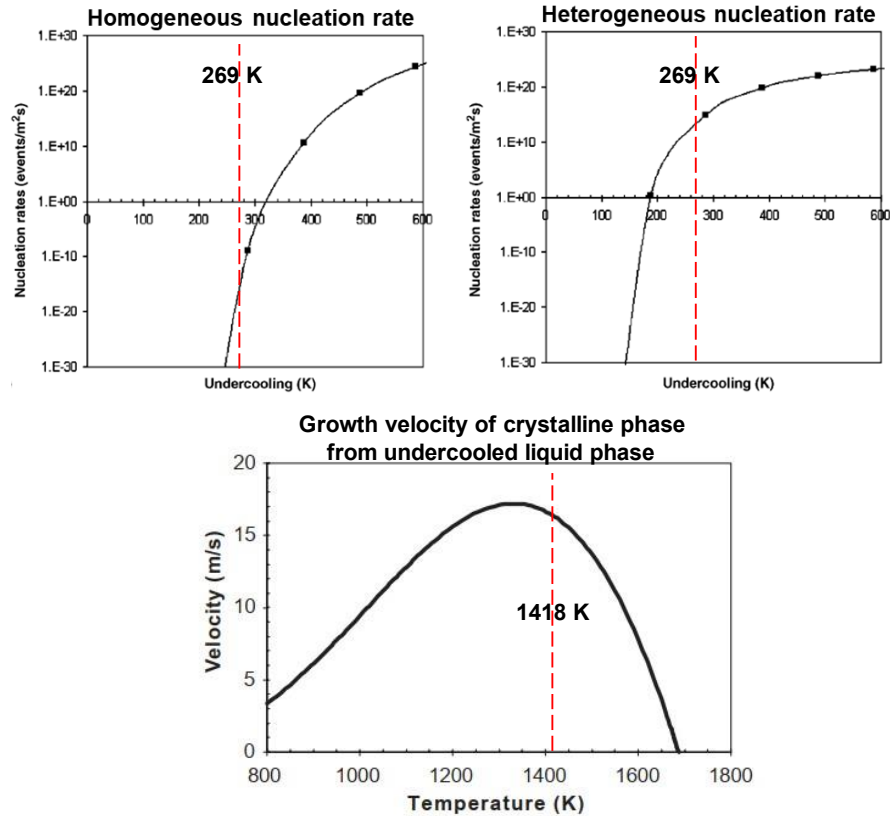 Homogeneous nucleation rate
1.E+30
1.E+20
1.E+10
1.E+00
1.E-10
1.E-20
1.E-30
0
100
200
300
400
500
600
269 K
Nucleation rates (events/m²s)
Undercooling (K)
Heterogeneous nucleation rate
1.E+30
1.E+20
1.E+10
1.E+00
1.E-10
1.E-20
1.E-30
0
100
200
300
400
500
600
269 K
Nucleation rates (events/m²s)
Undercooling (K)
Growth velocity of crystalline phase
from undercooled liquid phase
20
15
10
5
0
Velocity (m/s)
1418 K
800
1000
1200
1400
1600
1800
Temperature (K)